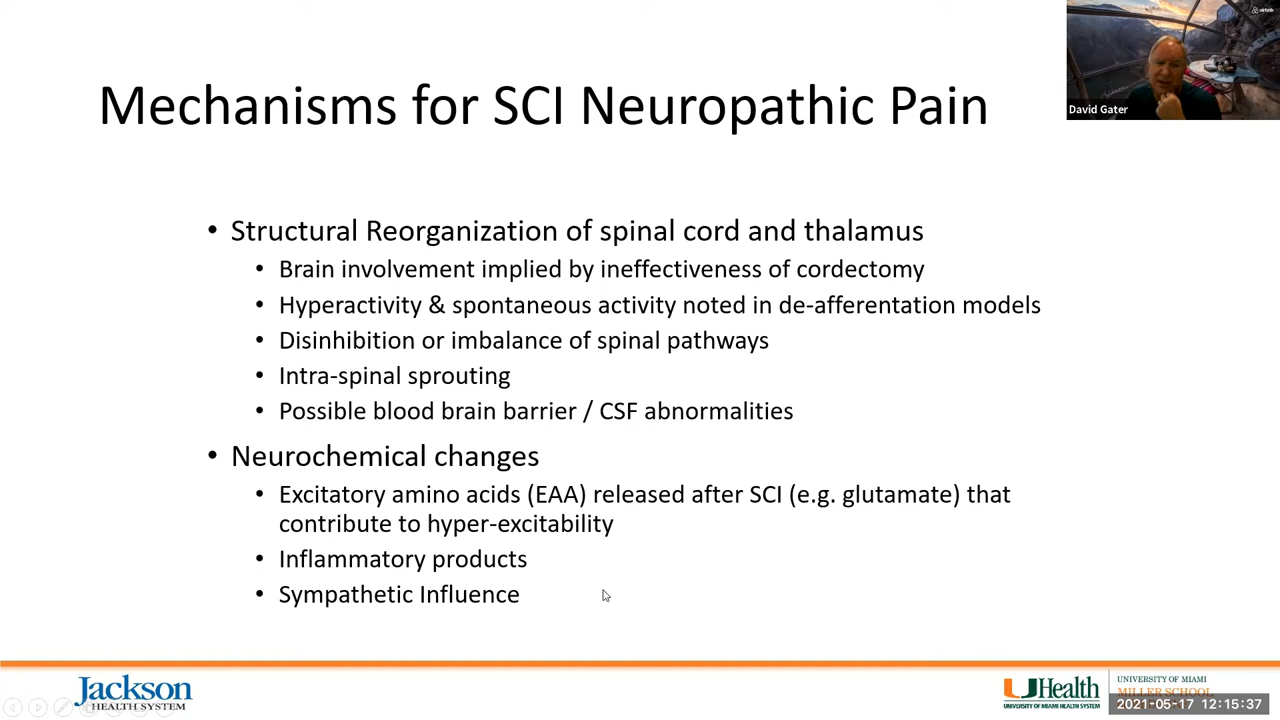 airbnb
David Gater
Mechanisms for SCI Neuropathic Pain
• Structural Reorganization of spinal cord and thalamus
• Brain involvement implied by ineffectiveness of cordectomy
• Hyperactivity & spontaneous activity noted in de-afferentation models
• Disinhibition or imbalance of spinal pathways
• Intra-spinal sprouting
• Possible blood brain barrier / CSF abnormalities
• Neurochemical changes
• Excitatory amino acids (EAA) released after SCI (e.g. glutamate) that
contribute to hyper-excitability
• Inflammatory products
• Sympathetic Influence
Jackson
HEALTH SYSTEM
UHealth
UNIVERSITY OF MIAMI HEALTH SYSTEM
UNIVERSITY OF MIAMI
MILLER SCHOOL
2021-05-17 12:15:37